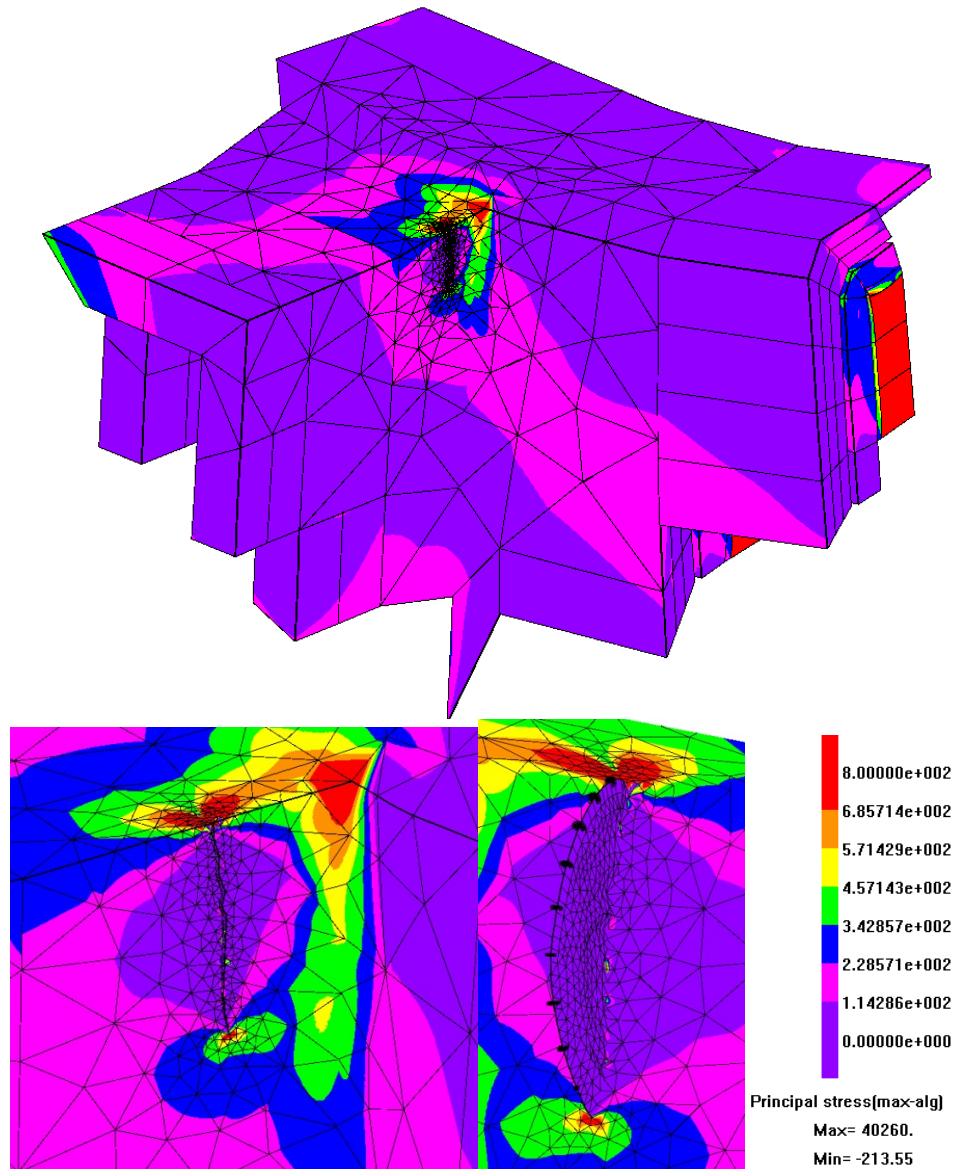 8.00000e+002
6.85714e+002
5.71429e+002
4.57143e+002
3.42857e+002
2.28571e+002
1.14286e+002
0.00000e+000
Principal stress(max-alg)
Max= 40260.
Min= -213.55